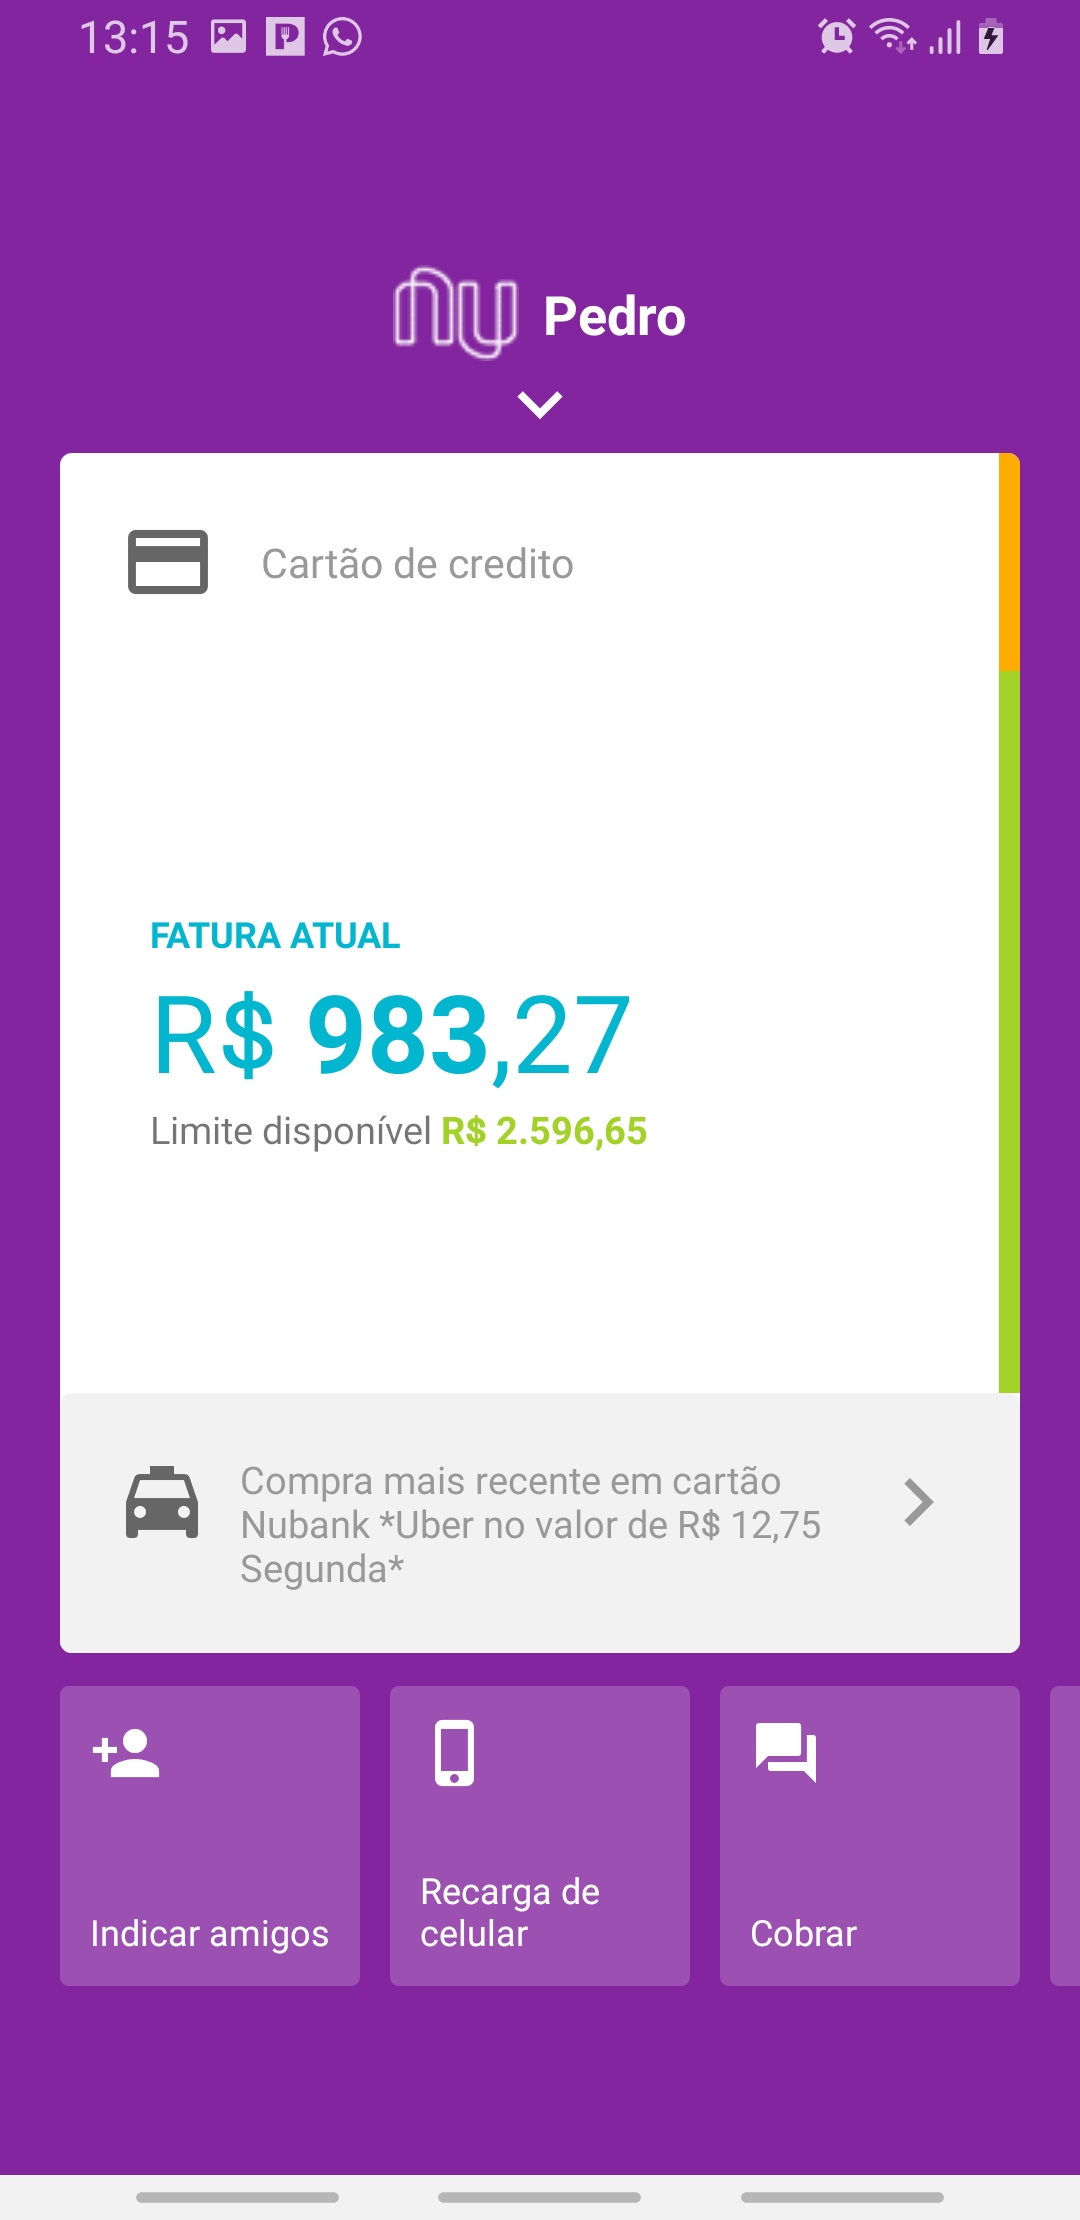 13:15
nu Pedro
Cartão de credito
FATURA ATUAL
R$ 983,27
Limite disponível R$ 2.596,65
Compra mais recente em cartão
Nubank *Uber no valor de R$ 12,75
Segunda*
Indicar amigos
Recarga de
celular
Cobrar